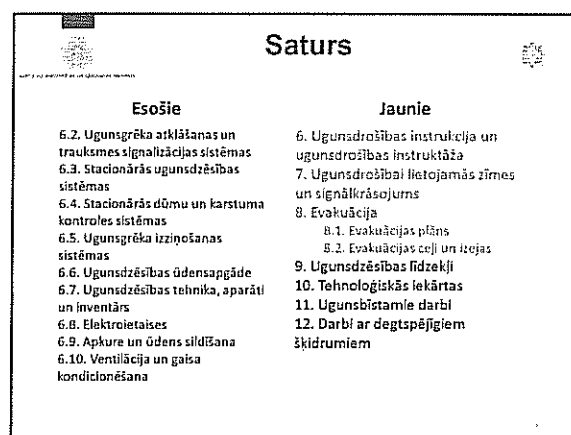 Saturs
Esošie
6.2. Ugunsgrēka atklāšanas un
trauksmes signalizācijas sistēmas
6.3. Stacionārās ugunsdzēsības
sistēmas
6.4. Stacionārās dūmu un karstuma
kontroles sistēmas
6.5. Ugunsgrēka izziņošanas
sistēmas
6.6. Ugunsdzēsības ūdensapgāde
6.7. Ugunsdzēsības tehnika, aparāti
un inventārs
6.8. Elektroietaises
6.9. Apkure un ūdens sildīšana
6.10. Ventilācija un gaisa
kondicionēšana
Jaunie
6. Ugunsdrošības instrukcija un
ugunsdrošības instruktāža
7. Ugunsdrošībai lietojamās zīmes
un signālkrāsojums
8. Evakuācija
8.1. Evakuācijas plāns
8.2. Evakuācijas ceļi un izejas
9. Ugunsdzēsības līdzekļi
10. Tehnoloģiskās iekārtas
11. Ugunsbīstamie darbi
12. Darbi ar degtspējīgiem
šķidrumiem